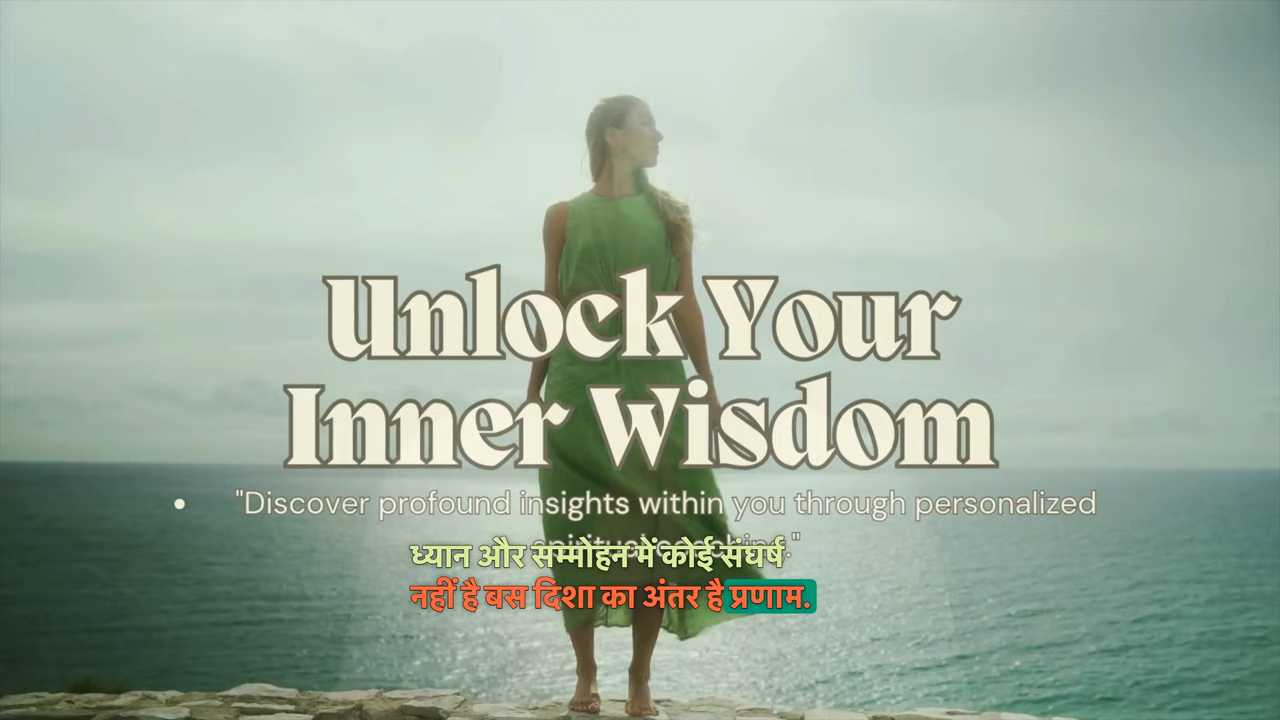 Unlock Your
Inner Wisdom
• "Discover profound insights within you through personalized
ध्यान और सम्मोहन में कोई संघर्ष
नहीं है बस दिशा का अंतर है प्रणाम.